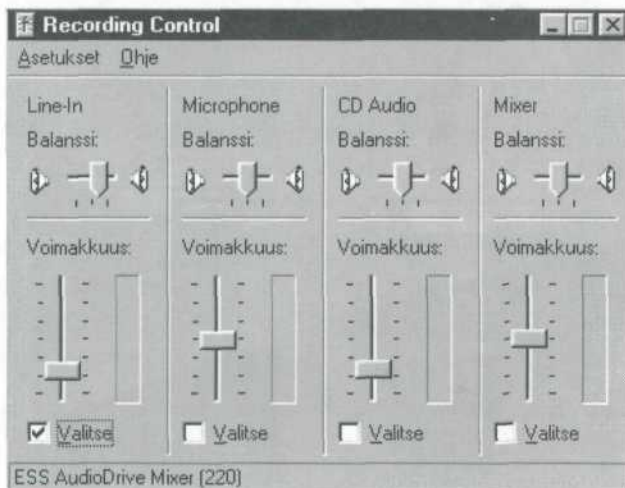 Recording Control
Asetukset Ohje
Line-In Microphone CD Audio Mixer
Balanssi: Balanssi: Balanssi: Balanssi:
Voimakkuus: Voimakkuus: Voimakkuus: Voimakkuus:
Valitse Valitse Valitse Valitse
ESS AudioDrive Mixer (220)